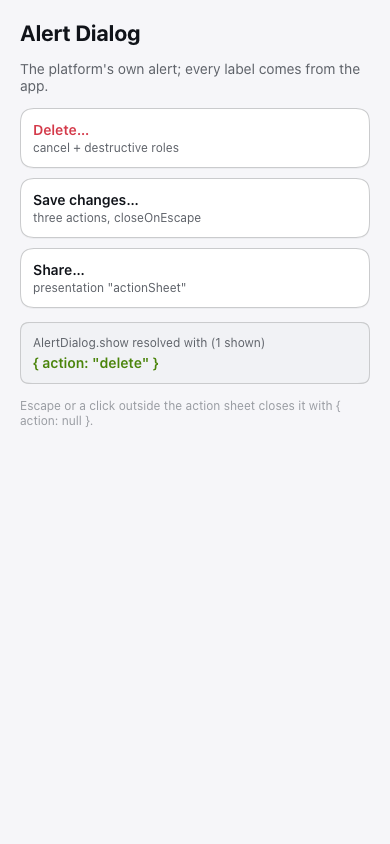 Alert Dialog
The platform's own alert; every label comes from the
app.
Delete...
cancel + destructive roles
Save changes...
three actions, closeOnEscape
Share...
presentation "actionSheet"
AlertDialog.show resolved with (1 shown)
{ action: "delete" }
Escape or a click outside the action sheet closes it with {
action: null }.